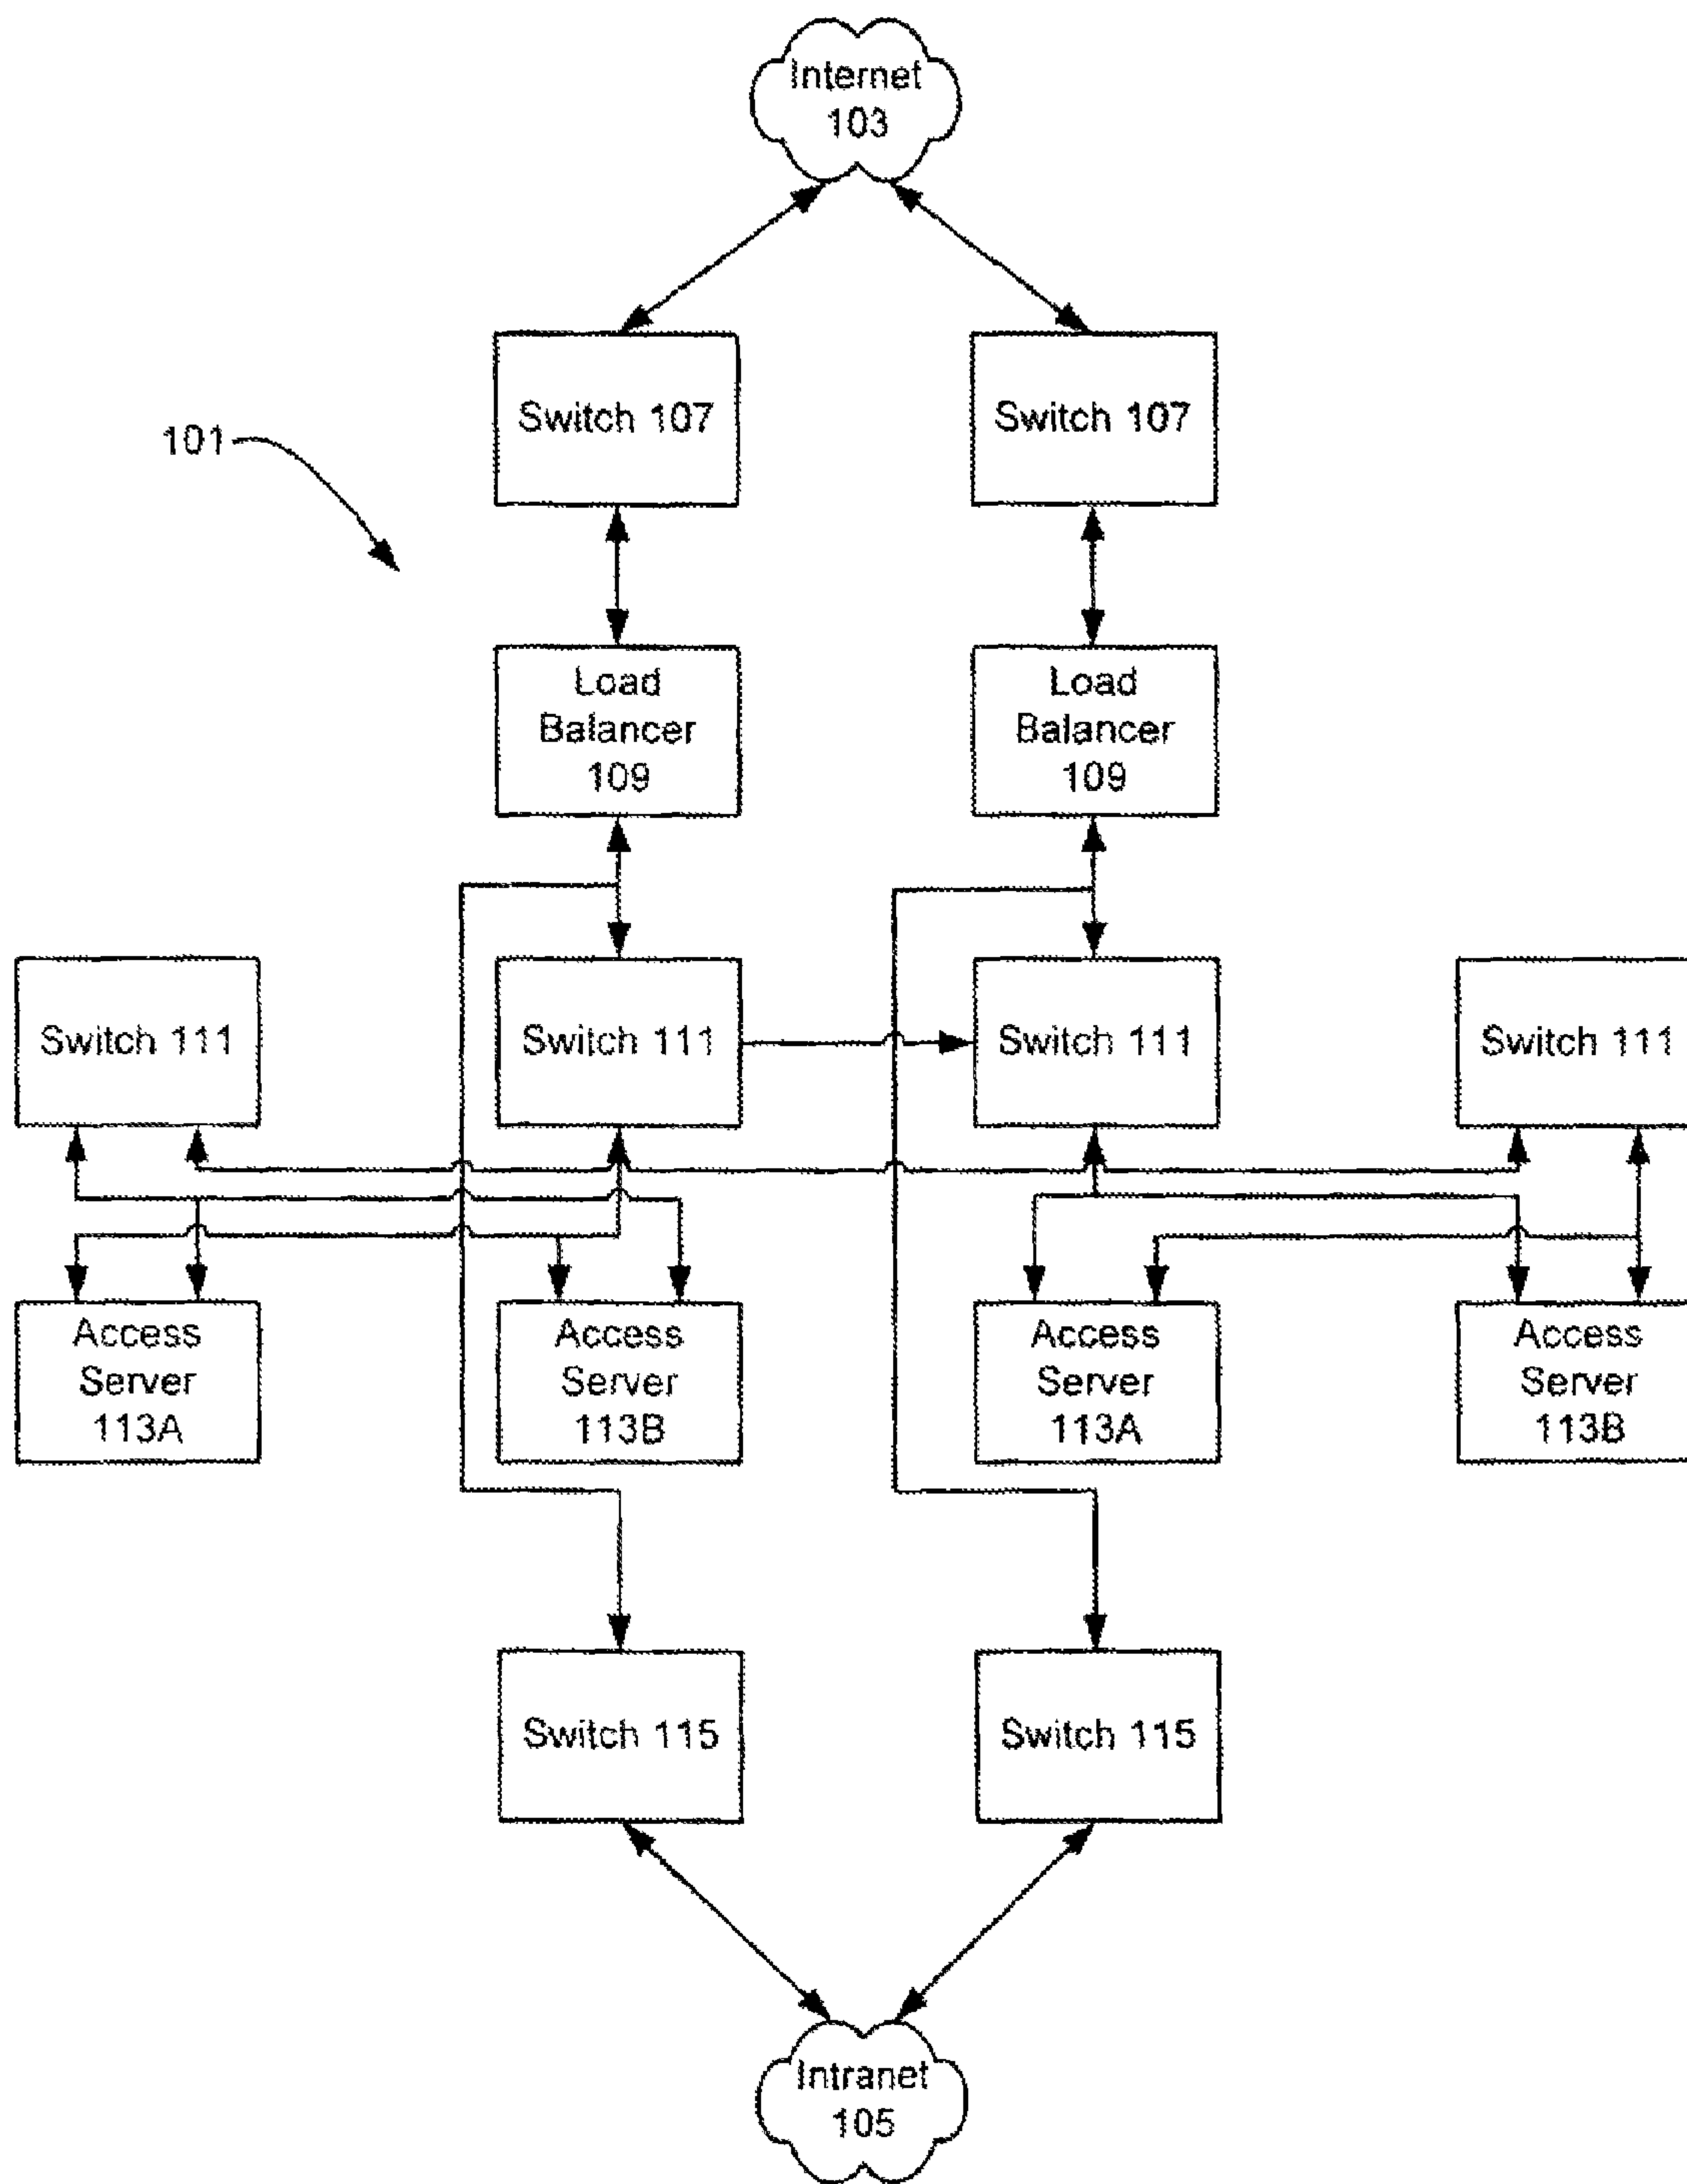 Internet
103
Switch 107
Switch 107
101
Load
Balancer
109
Load
Balancer
109
Switch 111
Switch 111
Switch 111
Switch 111
Access
Server
113A
Access
Server
113B
Access
Server
113A
Access
Server
113B
Switch 115
Switch 115
Intranet
105